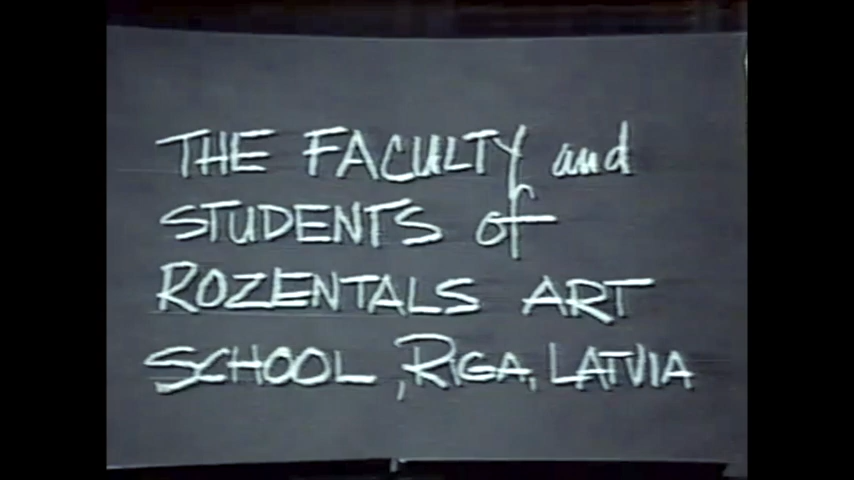 THE FACULTY and
STUDENTS of
ROZENTALS ART
SCHOOL, RIGA, LATVIA